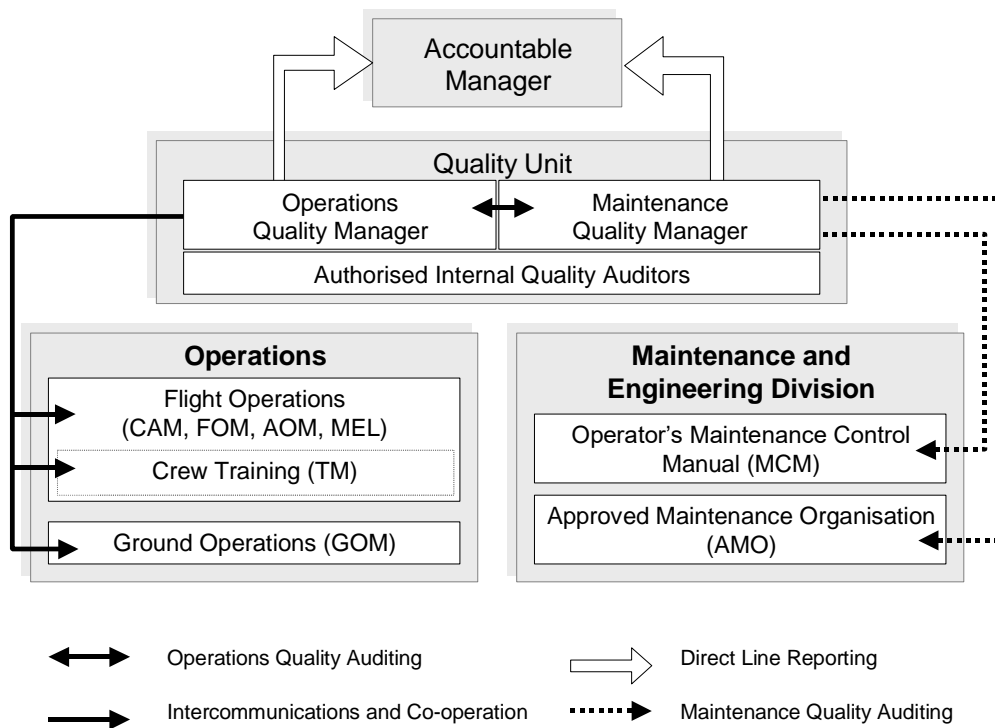 Accountable
Manager
Quality Unit
Operations
Quality Manager
Maintenance
Quality Manager
Authorised Internal Quality Auditors
Operations
Flight Operations
(CAM, FOM, AOM, MEL)
Crew Training (TM)
Ground Operations (GOM)
Maintenance and
Engineering Division
Operator’s Maintenance Control
Manual (MCM)
Approved Maintenance Organisation
(AMO)
Operations Quality Auditing
Direct Line Reporting
Intercommunications and Co-operation
Maintenance Quality Auditing